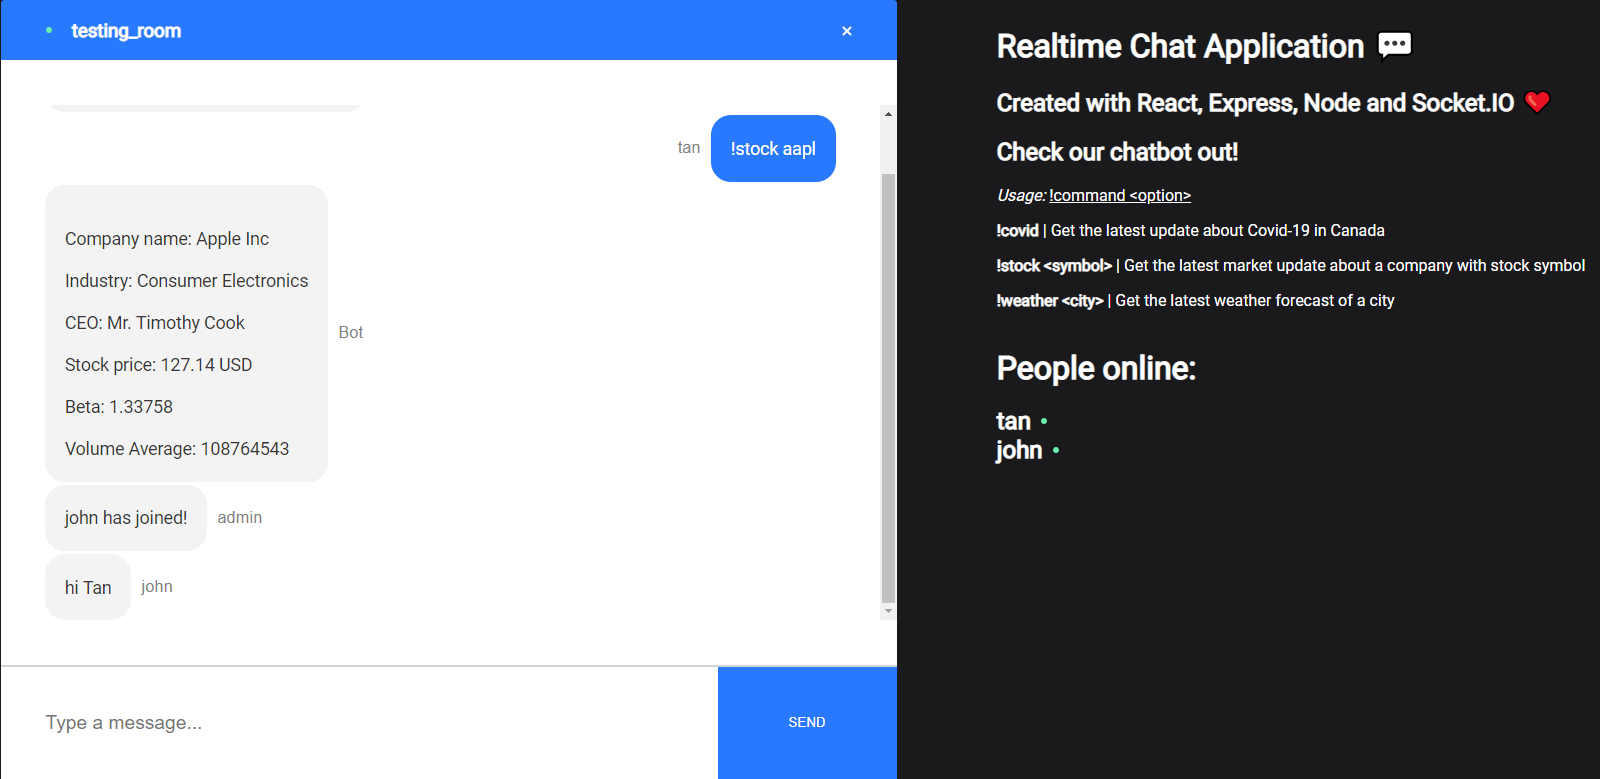 testing_room
×
tan
!stock aapl
Company name: Apple Inc
Industry: Consumer Electronics
CEO: Mr. Timothy Cook
Stock price: 127.14 USD
Beta: 1.33758
Volume Average: 108764543
Bot
john has joined!
admin
hi Tan
john
Type a message...
SEND
Realtime Chat Application 💬
Created with React, Express, Node and Socket.IO ❤️
Check our chatbot out!
Usage: !command <option>
!covid | Get the latest update about Covid-19 in Canada
!stock <symbol> | Get the latest market update about a company with stock symbol
!weather <city> | Get the latest weather forecast of a city
People online:
tan
john